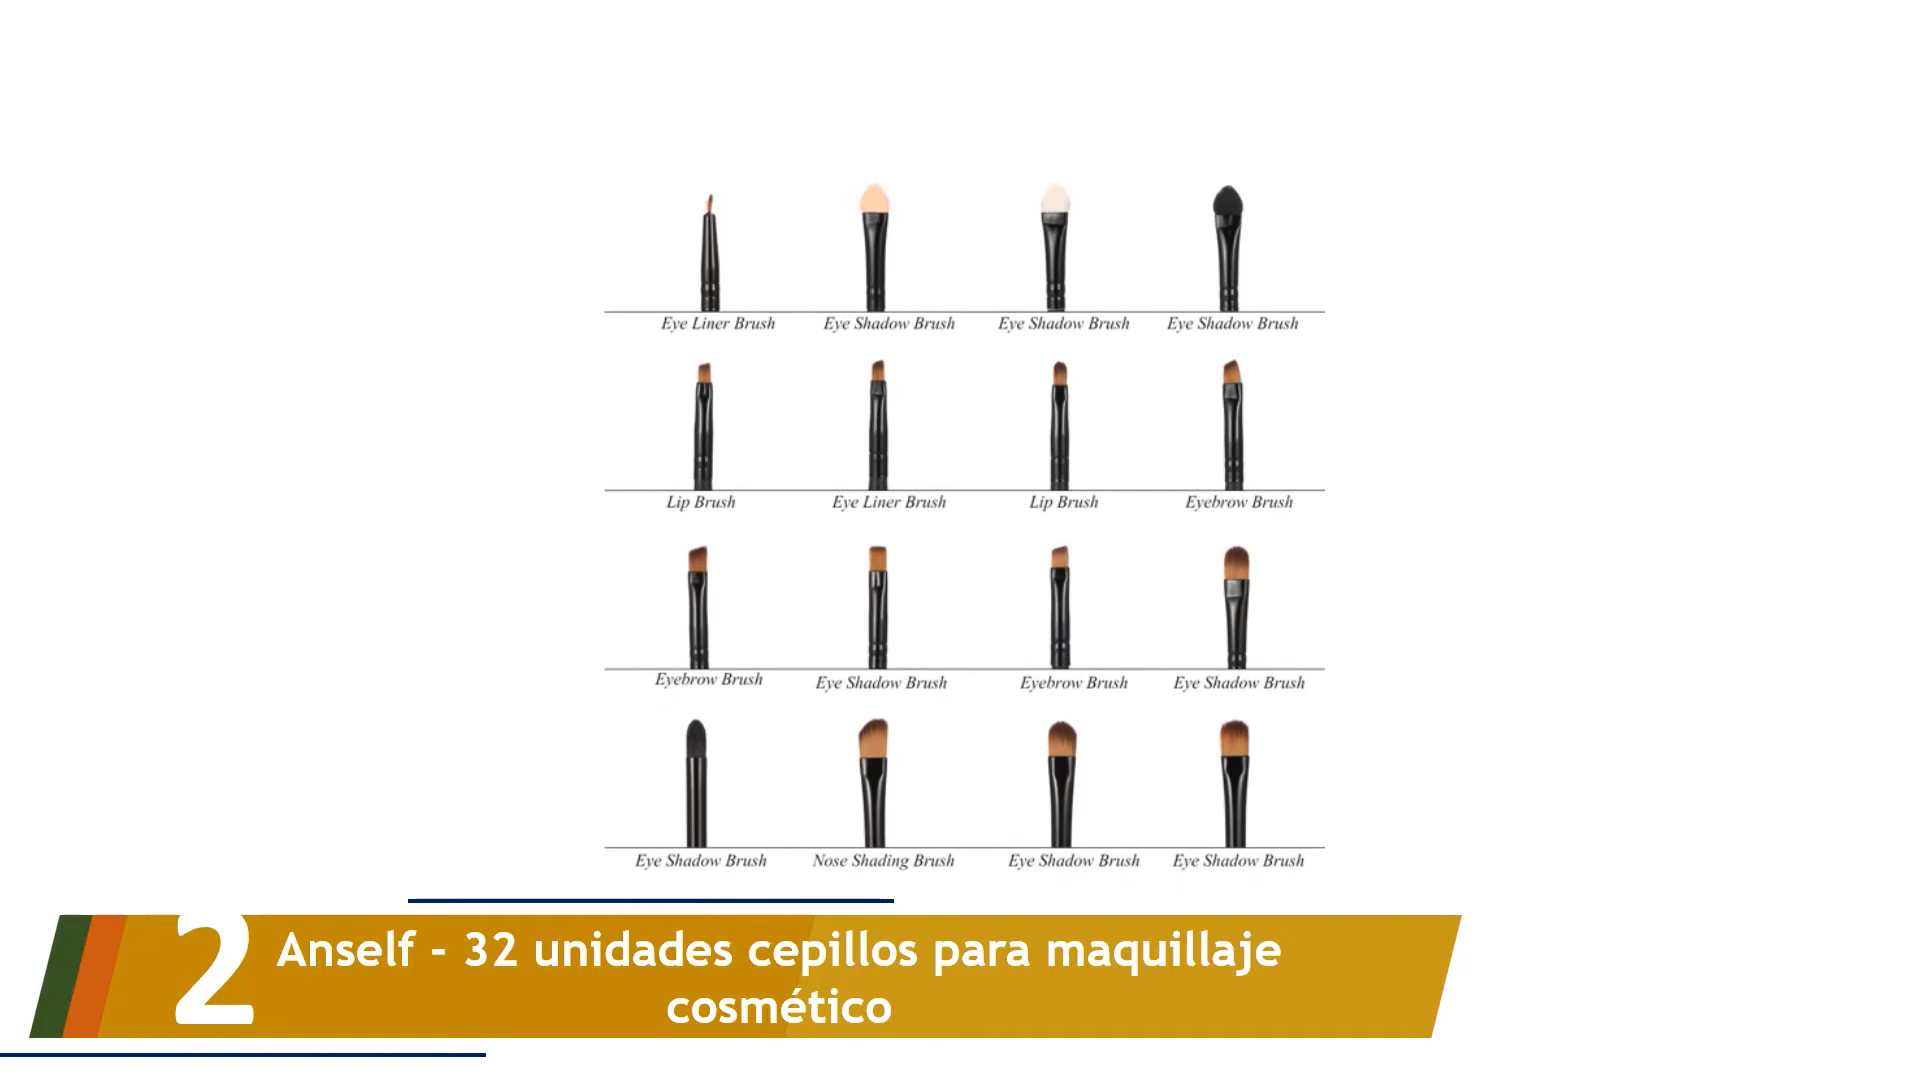 Eye Liner Brush
Eye Shadow Brush
Eye Shadow Brush
Eye Shadow Brush
Lip Brush
Eye Liner Brush
Lip Brush
Eyebrow Brush
Eyebrow Brush
Eye Shadow Brush
Eyebrow Brush
Eye Shadow Brush
Eye Shadow Brush
Nose Shading Brush
Eye Shadow Brush
Eye Shadow Brush
2
Anself - 32 unidades cepillos para maquillaje
cosmético